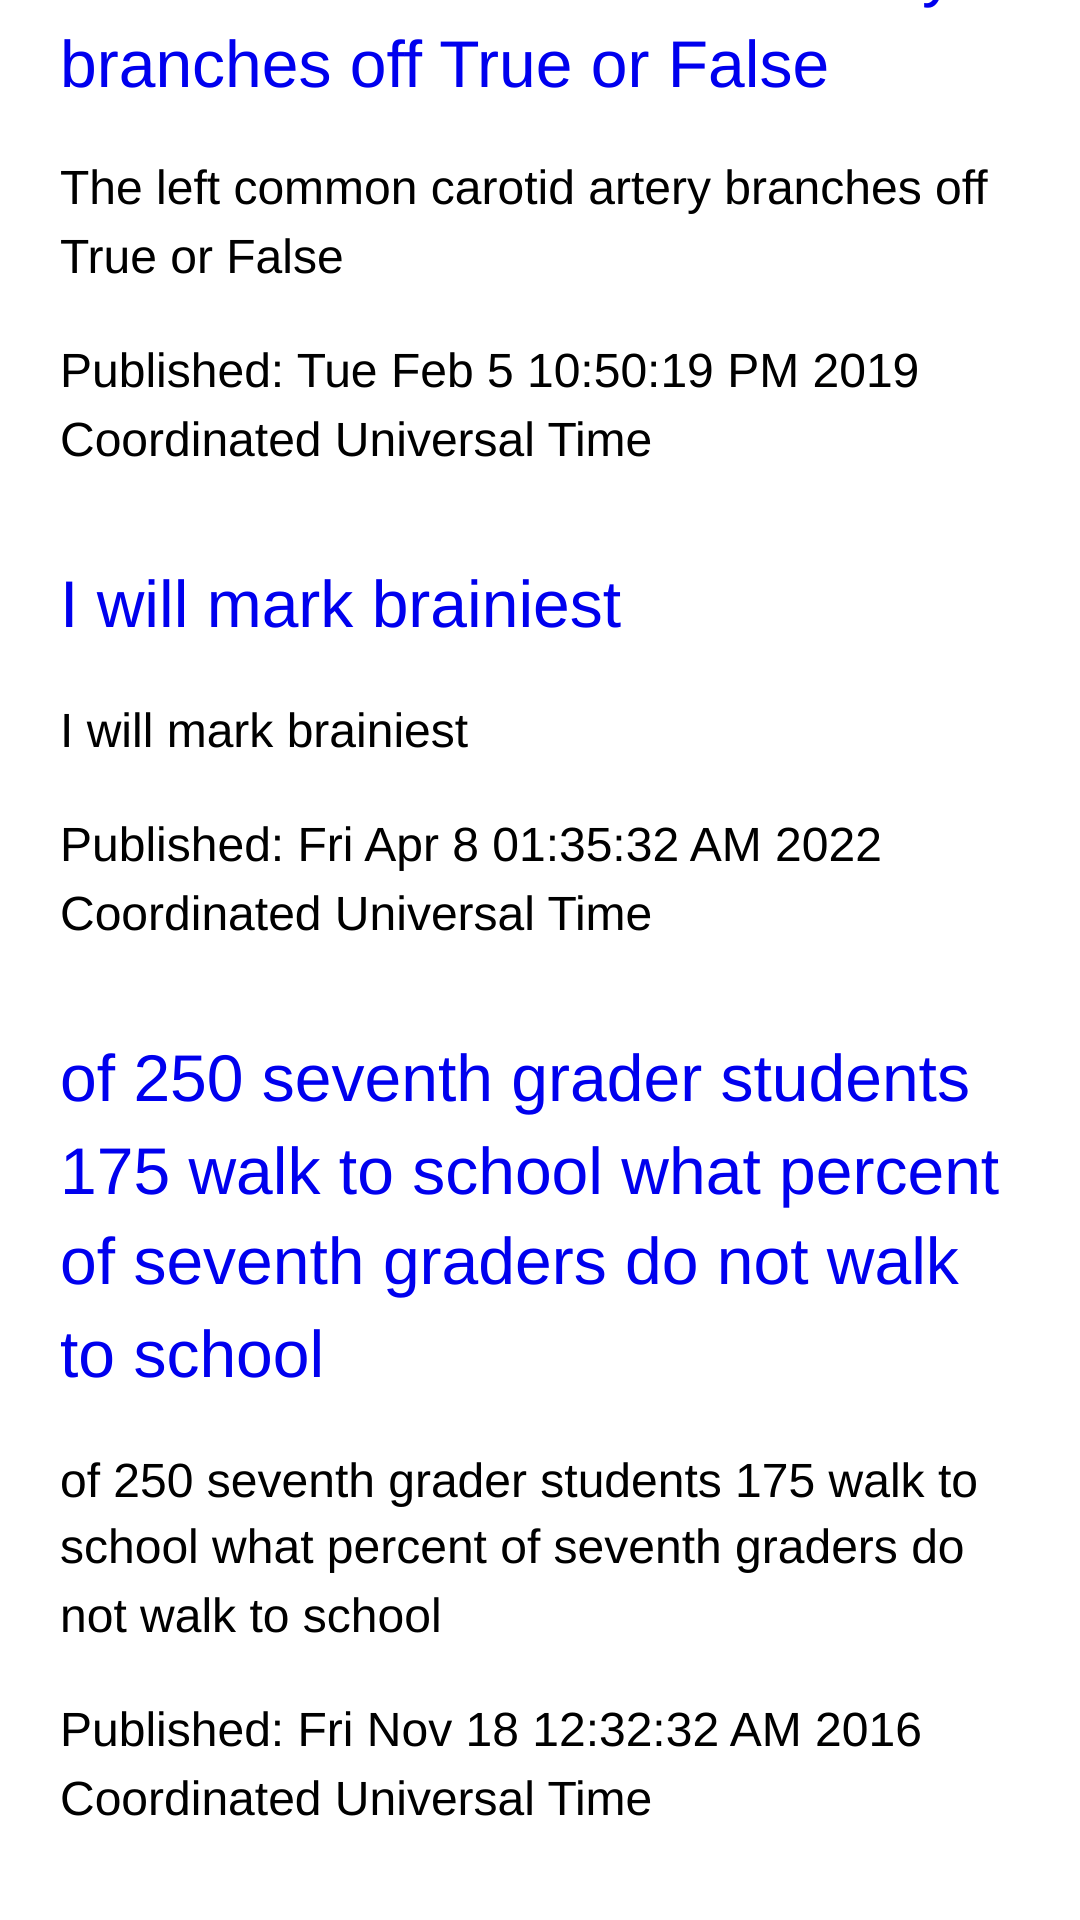 branches off True or False
The left common carotid artery branches off
True or False
Published: Tue Feb 5 10:50:19 PM 2019
Coordinated Universal Time
I will mark brainiest
I will mark brainiest
Published: Fri Apr 8 01:35:32 AM 2022
Coordinated Universal Time
of 250 seventh grader students
175 walk to school what percent
of seventh graders do not walk
to school
of 250 seventh grader students 175 walk to
school what percent of seventh graders do
not walk to school
Published: Fri Nov 18 12:32:32 AM 2016
Coordinated Universal Time